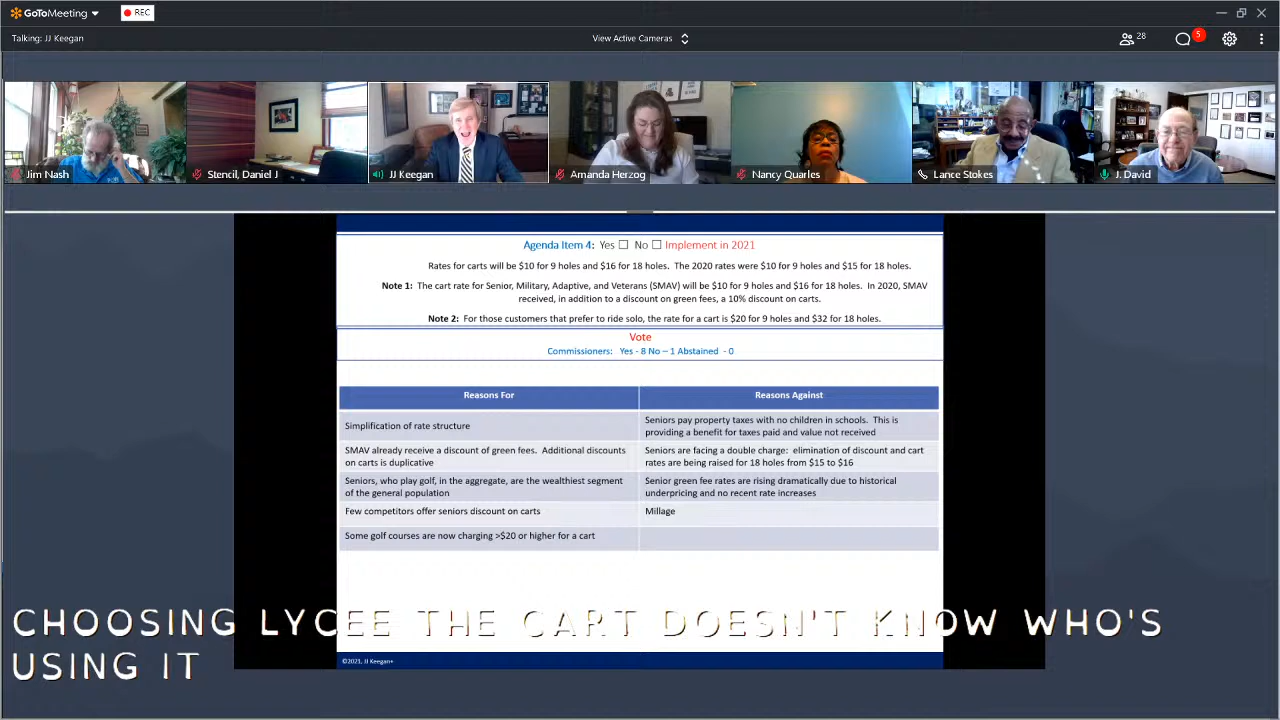 GoToMeeting
REC
Talking: JJ Keegan
View Active Cameras
28
5
Jim Nash
Stencil, Daniel J
JJ Keegan
Amanda Herzog
Nancy Quarles
Lance Stokes
J. David
Agenda Item 4: Yes ☐ No ☐ Implement in 2021
Rates for carts will be $10 for 9 holes and $16 for 18 holes. The 2020 rates were $10 for 9 holes and $15 for 18 holes.
Note 1: The cart rate for Senior, Military, Adaptive, and Veterans (SMAV) will be $10 for 9 holes and $16 for 18 holes. In 2020, SMAV
received, in addition to a discount on green fees, a 10% discount on carts.
Note 2: For those customers that prefer to ride solo, the rate for a cart is $20 for 9 holes and $32 for 18 holes.
Vote
Commissioners: Yes - 8 No – 1 Abstained - 0
Reasons For
Reasons Against
Simplification of rate structure
Seniors pay property taxes with no children in schools. This is
providing a benefit for taxes paid and value not received
SMAV already receive a discount of green fees. Additional discounts
on carts is duplicative
Seniors are facing a double charge: elimination of discount and cart
rates are being raised for 18 holes from $15 to $16
Seniors, who play golf, in the aggregate, are the wealthiest segment
of the general population
Senior green fee rates are rising dramatically due to historical
underpricing and no recent rate increases
Few competitors offer seniors discount on carts
Millage
Some golf courses are now charging >$20 or higher for a cart
CHOOSING LYCEE THE CART DOESN'T KNOW WHO'S
USING IT
©2021, JJ Keegan+